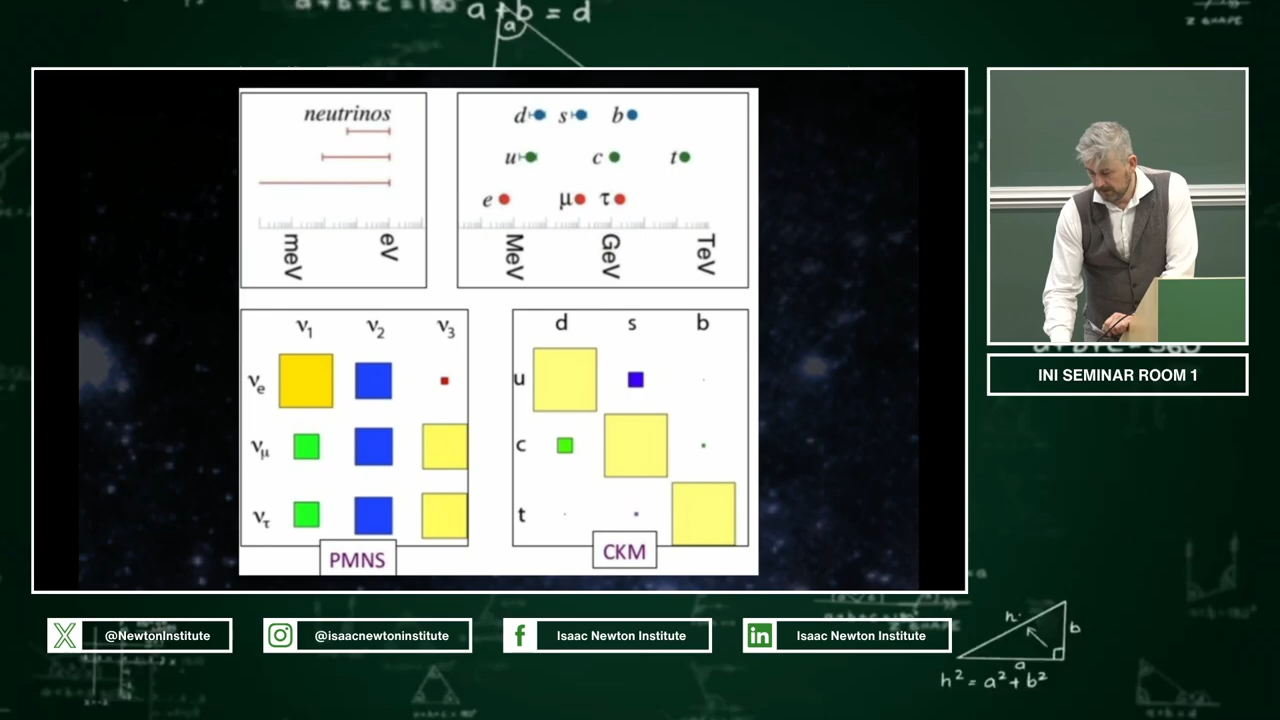 a + b + c = 180
a + b = d
a
Z SHAPE
neutrinos
meV
eV
d s b
u c t
e μ τ
MeV
GeV
TeV
ν1 ν2 ν3
νe
νμ
ντ
PMNS
d s b
u
c
t
CKM
INI SEMINAR ROOM 1
@NewtonInstitute
@isaacnewtoninstitute
Isaac Newton Institute
Isaac Newton Institute
h
b
a
h² = a² + b²